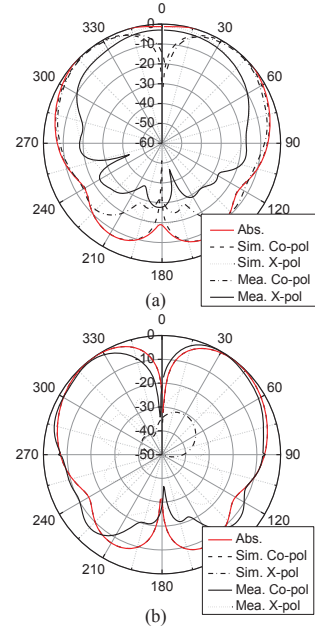 0
330
-0
30
-10
300
60
-20
-30
-40
-50
270
-60
90
240
120
210
180
Abs.
Sim. Co-pol
Sim. X-pol
Mea. Co-pol
Mea. X-pol
(a)
0
330
0
30
-10
300
60
-20
-30
-40
270
-50
90
240
120
210
180
Abs.
Sim. Co-pol
Sim. X-pol
Mea. Co-pol
Mea. X-pol
(b)